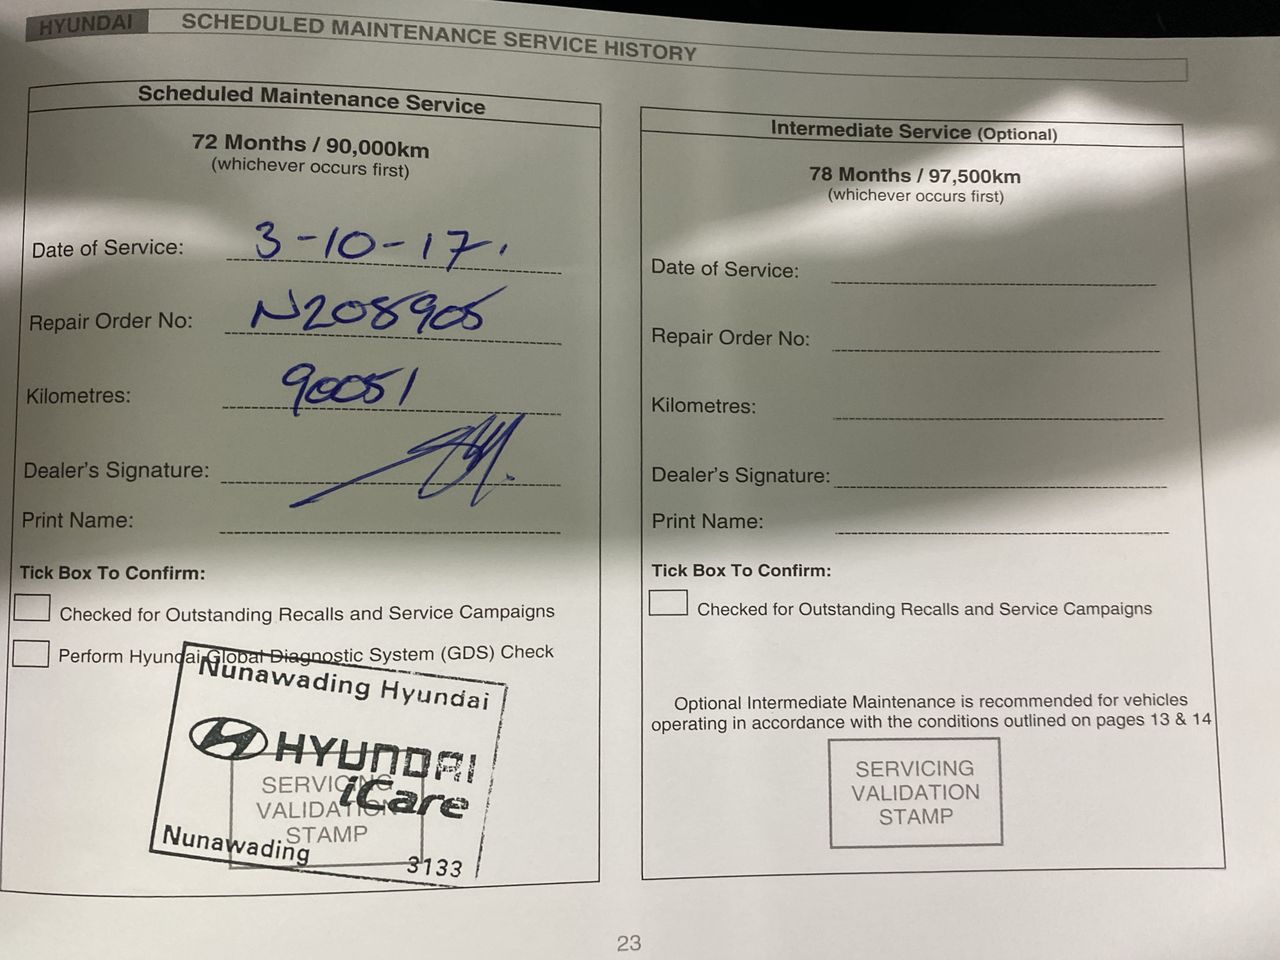 HYUNDAI SCHEDULED MAINTENANCE SERVICE HISTORY
Scheduled Maintenance Service
72 Months / 90,000km
(whichever occurs first)
Date of Service: 3-10-17.
Repair Order No: N208905
Kilometres: 90051
Dealer's Signature:
Print Name:
Tick Box To Confirm:
Checked for Outstanding Recalls and Service Campaigns
Perform Hyundai Global Diagnostic System (GDS) Check
Nunawading Hyundai
HYUNDAI
iCare
SERVICING
VALIDATION
STAMP
Nunawading 3133
Intermediate Service (Optional)
78 Months / 97,500km
(whichever occurs first)
Date of Service:
Repair Order No:
Kilometres:
Dealer's Signature:
Print Name:
Tick Box To Confirm:
Checked for Outstanding Recalls and Service Campaigns
Optional Intermediate Maintenance is recommended for vehicles
operating in accordance with the conditions outlined on pages 13 & 14
SERVICING
VALIDATION
STAMP
23